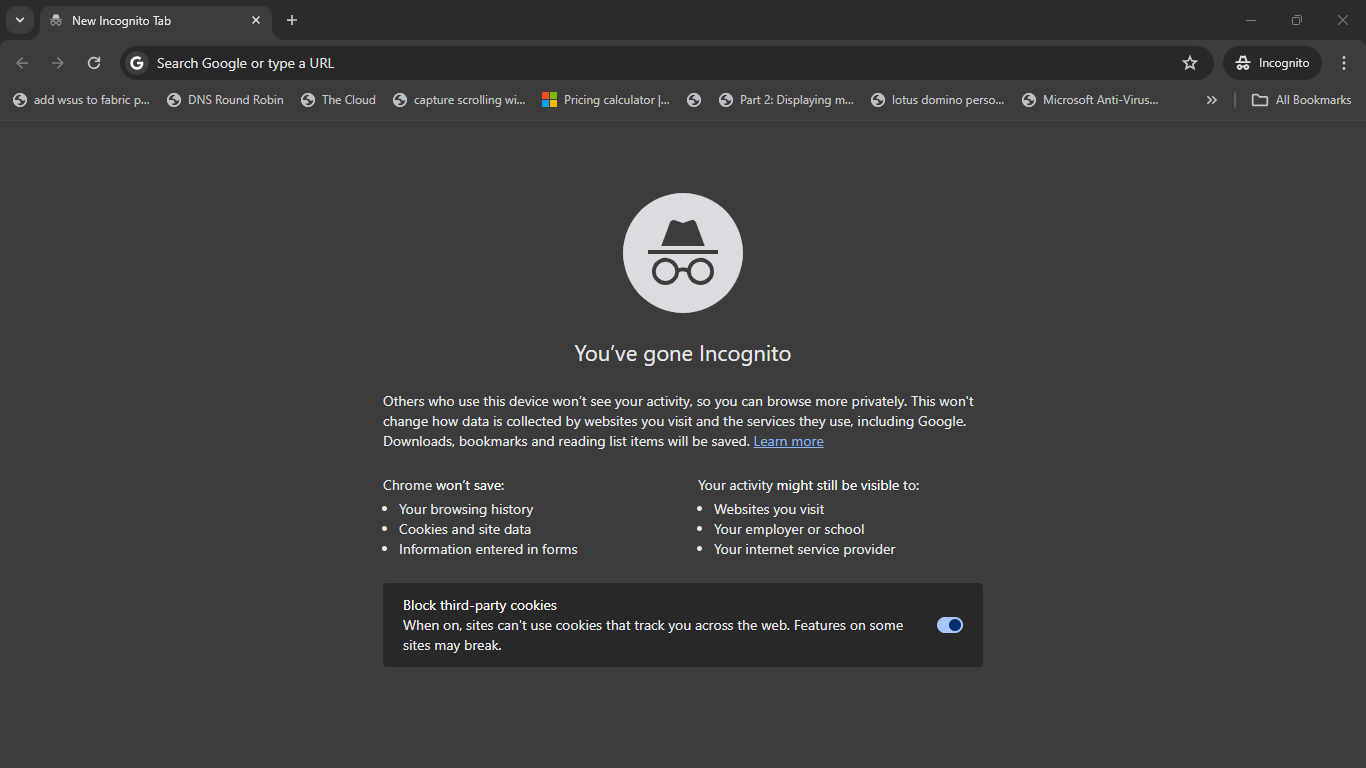 New Incognito Tab
Search Google or type a URL
Incognito
add wsus to fabric p... DNS Round Robin The Cloud capture scrolling wi... Pricing calculator |... Part 2: Displaying m... lotus domino perso... Microsoft Anti-Virus... » All Bookmarks
You've gone Incognito
Others who use this device won't see your activity, so you can browse more privately. This won't
change how data is collected by websites you visit and the services they use, including Google.
Downloads, bookmarks and reading list items will be saved. Learn more
Chrome won't save:
• Your browsing history
• Cookies and site data
• Information entered in forms
Your activity might still be visible to:
• Websites you visit
• Your employer or school
• Your internet service provider
Block third-party cookies
When on, sites can't use cookies that track you across the web. Features on some
sites may break.